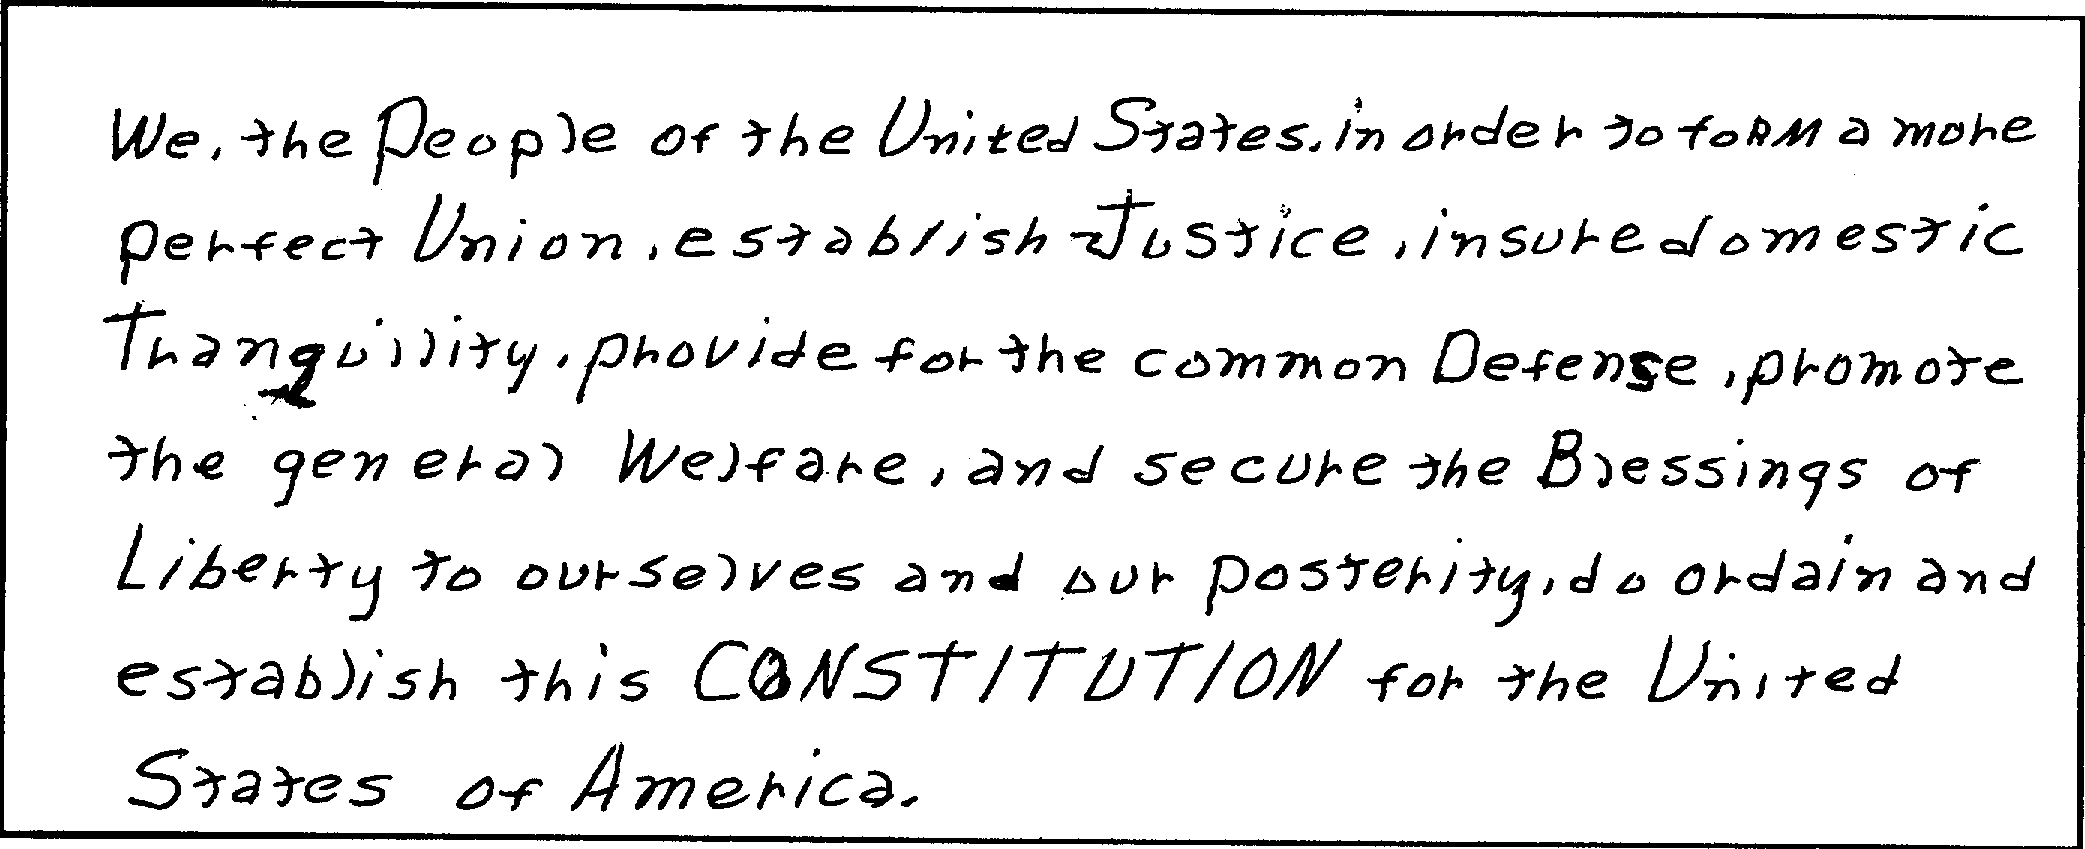 We, the People of the United States, in order to foRM a more
perfect Union, establish Justice, insure domestic
Tranquility, provide for the common Defense, promote
the general Welfare, and secure the Blessings of
Liberty to ourselves and our posterity, do ordain and
establish this CONSTITUTION for the United
States of America.